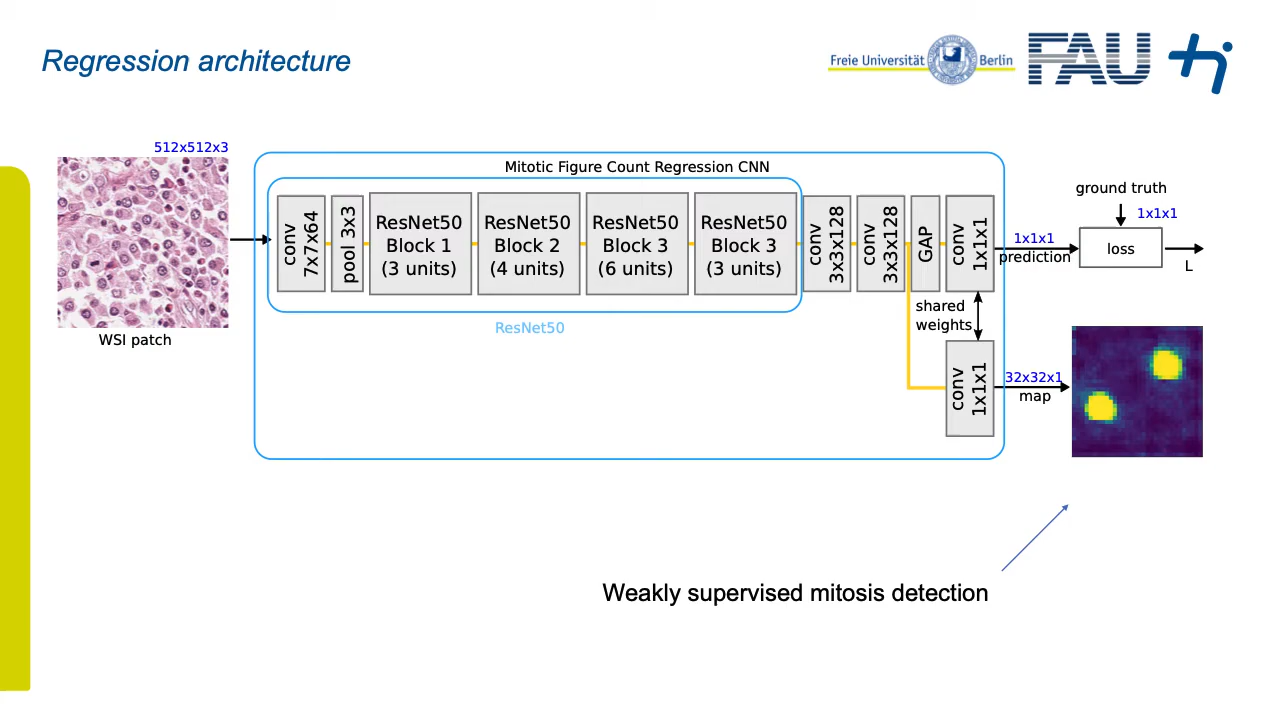 Regression architecture
Freie Universität Berlin
FAU
512x512x3
WSI patch
Mitotic Figure Count Regression CNN
conv
7x7x64
pool 3x3
ResNet50
Block 1
(3 units)
ResNet50
Block 2
(4 units)
ResNet50
Block 3
(6 units)
ResNet50
Block 3
(3 units)
ResNet50
conv
3x3x128
conv
3x3x128
GAP
conv
1x1x1
shared
weights
conv
1x1x1
1x1x1
prediction
ground truth
1x1x1
loss
L
32x32x1
map
Weakly supervised mitosis detection